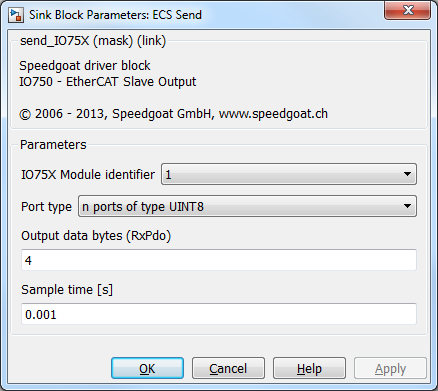 Sink Block Parameters: ECS Send
send_IO75X (mask) (link)
Speedgoat driver block
IO750 - EtherCAT Slave Output
© 2006 - 2013, Speedgoat GmbH, www.speedgoat.ch
Parameters
IO75X Module identifier 1
Port type n ports of type UINT8
Output data bytes (RxPdo)
4
Sample time [s]
0.001
OK Cancel Help Apply